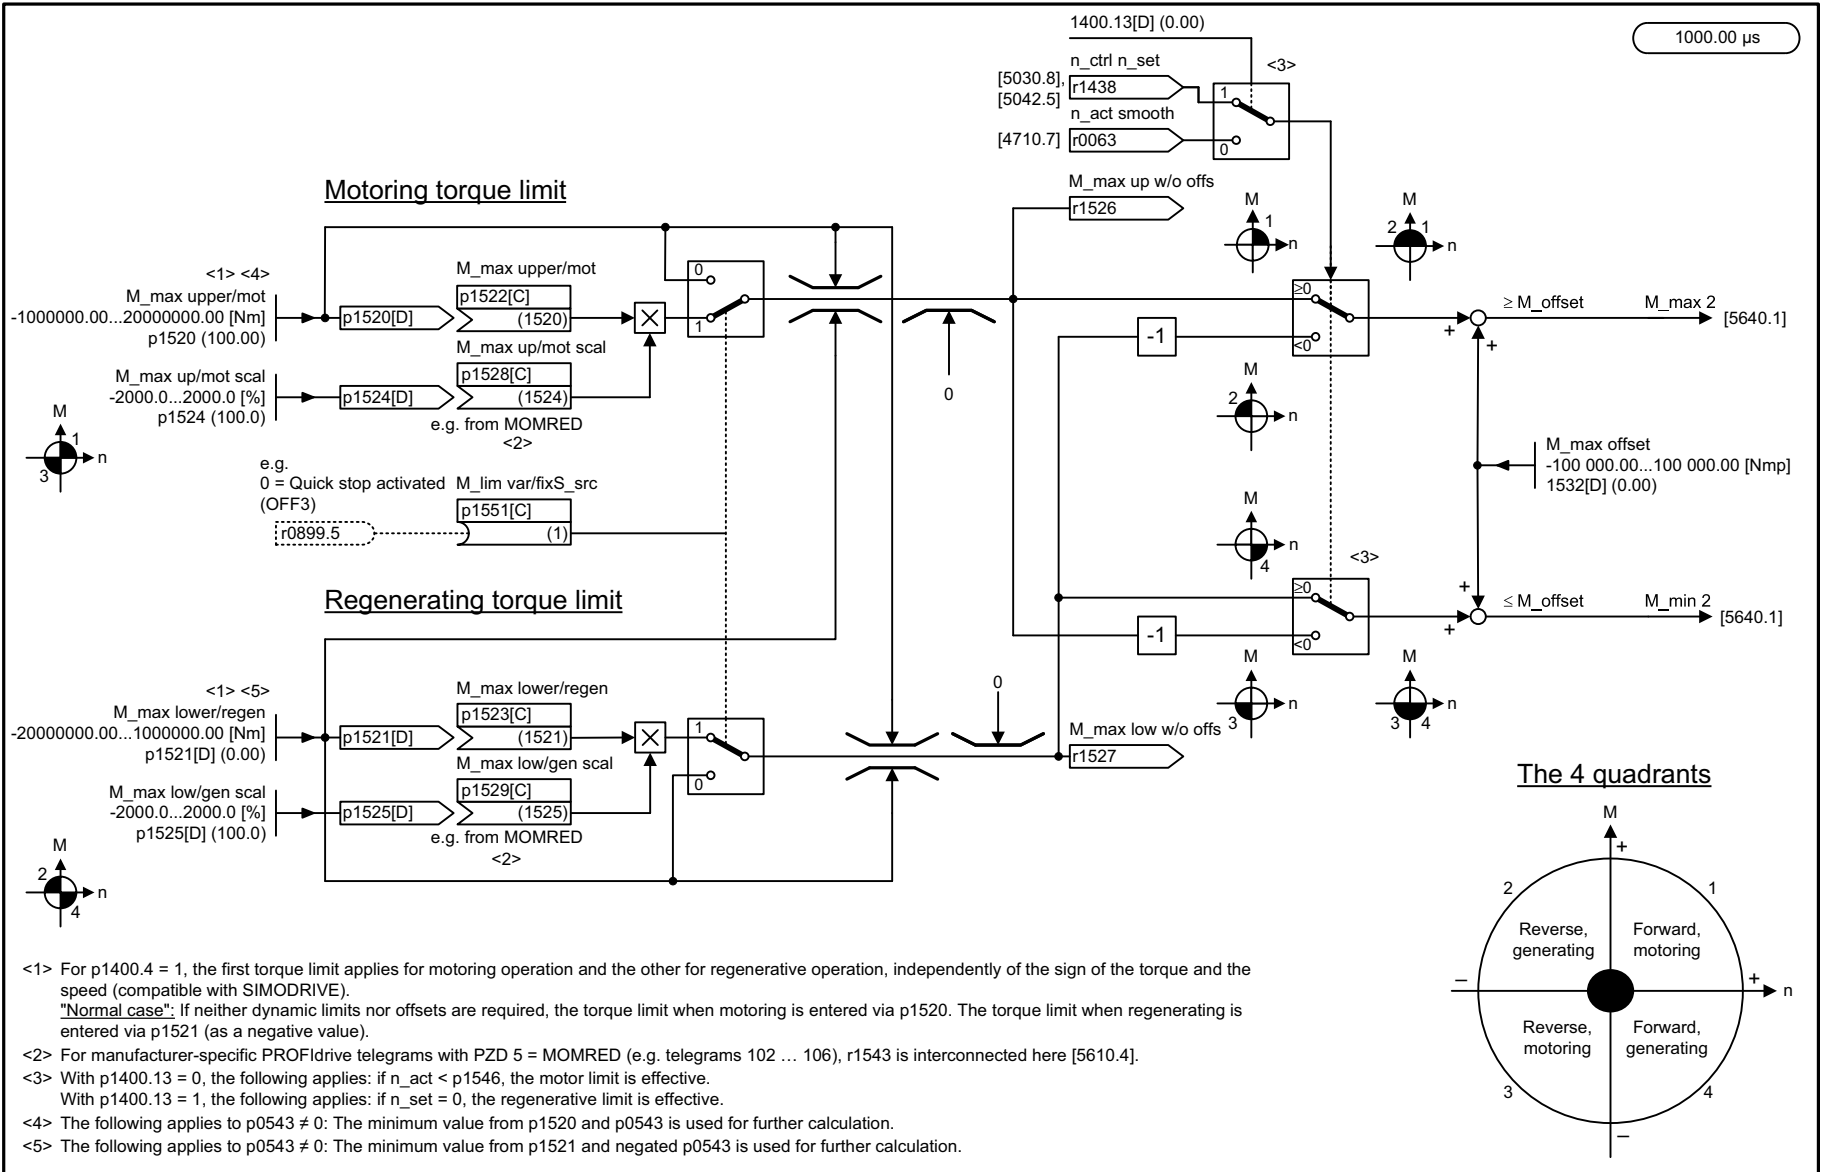 1400.13[D] (0.00)
1000.00 µs
n_ctrl n_set
<3>
[5030.8],
[5042.5]
r1438
1
n_act smooth
[4710.7]
r0063
0
Motoring torque limit
M_max up w/o offs
r1526
M
1
n
M
2 1
n
<1> <4>
M_max upper/mot
-1000000.00...20000000.00 [Nm]
p1520 (100.00)
p1520[D]
M_max upper/mot
p1522[C]
(1520)
0
1
≥0
<0
-1
0
+
+
≥ M_offset
M_max 2
[5640.1]
M_max up/mot scal
-2000.0...2000.0 [%]
p1524 (100.0)
p1524[D]
M_max up/mot scal
p1528[C]
(1524)
e.g. from MOMRED
<2>
M
1
n
3
M
2
n
M_max offset
-100 000.00...100 000.00 [Nmp]
1532[D] (0.00)
e.g.
0 = Quick stop activated
(OFF3)
r0899.5
M_lim var/fixS_src
p1551[C]
(1)
M
n
4
<3>
Regenerating torque limit
≥0
<0
-1
+
+
≤ M_offset
M_min 2
[5640.1]
<1> <5>
M_max lower/regen
-20000000.00...1000000.00 [Nm]
p1521[D] (0.00)
p1521[D]
M_max lower/regen
p1523[C]
(1521)
1
0
0
M_max low w/o offs
r1527
M
n
3
M
n
3 4
M_max low/gen scal
-2000.0...2000.0 [%]
p1525[D] (100.0)
p1525[D]
M_max low/gen scal
p1529[C]
(1525)
e.g. from MOMRED
<2>
M
2
n
4
The 4 quadrants
M
+
2
1
Reverse,
generating
Forward,
motoring
–
+
n
Reverse,
motoring
Forward,
generating
3
4
–
<1> For p1400.4 = 1, the first torque limit applies for motoring operation and the other for regenerative operation, independently of the sign of the torque and the
speed (compatible with SIMODRIVE).
"Normal case": If neither dynamic limits nor offsets are required, the torque limit when motoring is entered via p1520. The torque limit when regenerating is
entered via p1521 (as a negative value).
<2> For manufacturer-specific PROFIdrive telegrams with PZD 5 = MOMRED (e.g. telegrams 102 … 106), r1543 is interconnected here [5610.4].
<3> With p1400.13 = 0, the following applies: if n_act < p1546, the motor limit is effective.
With p1400.13 = 1, the following applies: if n_set = 0, the regenerative limit is effective.
<4> The following applies to p0543 ≠ 0: The minimum value from p1520 and p0543 is used for further calculation.
<5> The following applies to p0543 ≠ 0: The minimum value from p1521 and negated p0543 is used for further calculation.